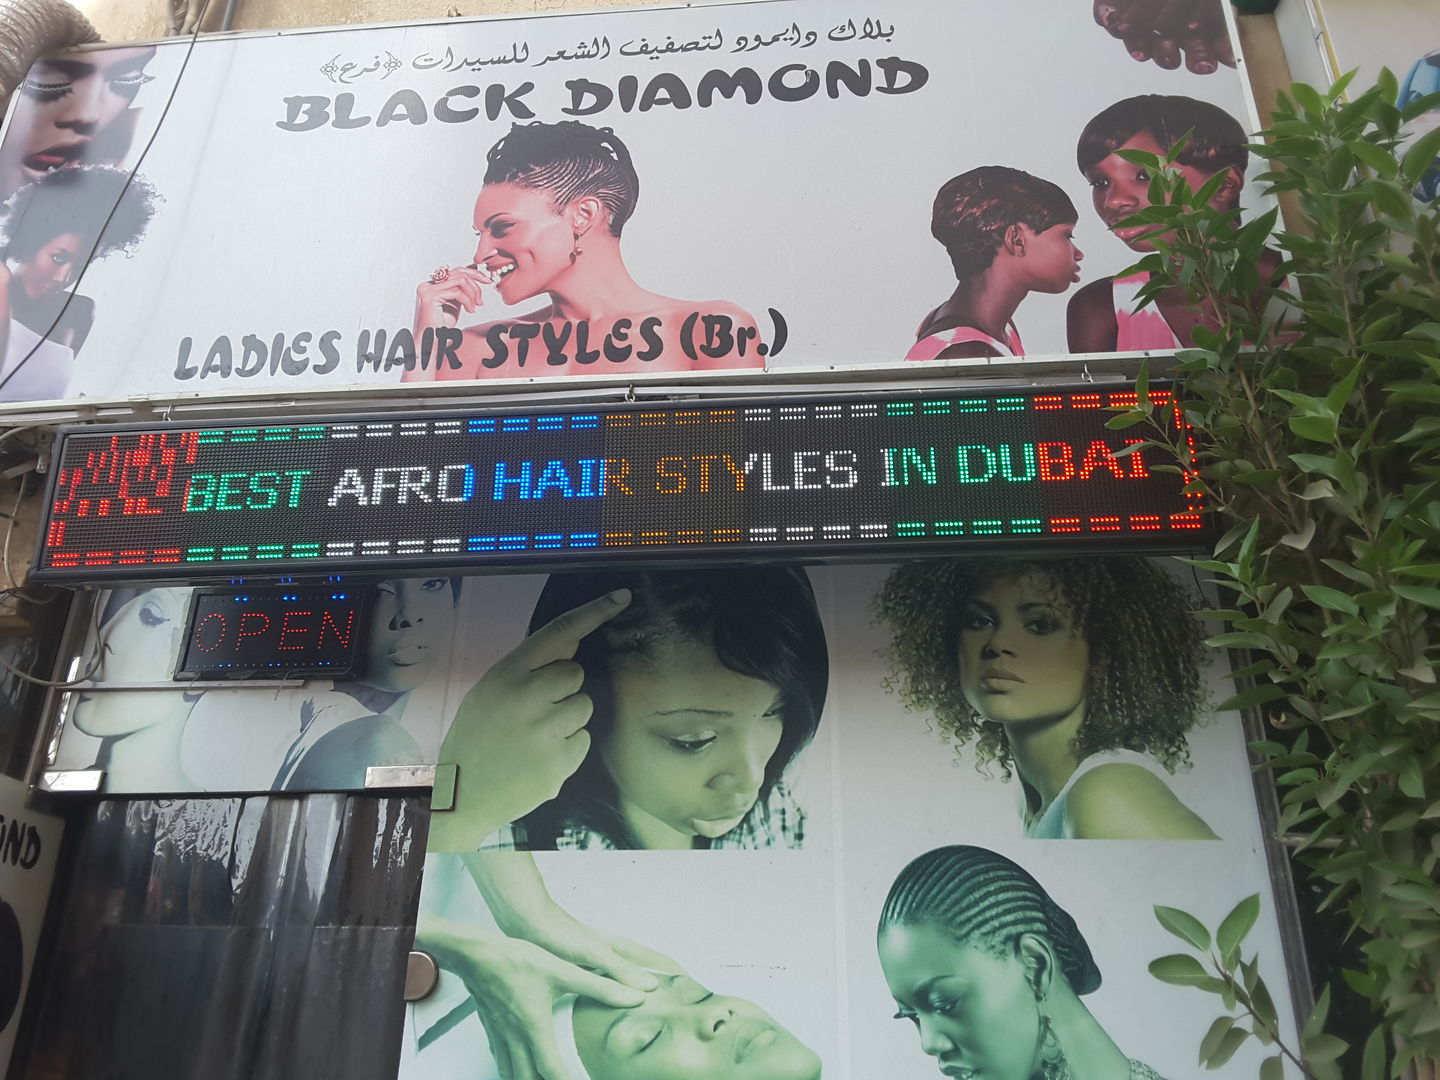 بلاك دايمود لتصفيف الشعر للسيدات ﴿فرع﴾
BLACK DIAMOND
LADIES HAIR STYLES (Br.)
BEST AFRO HAIR STYLES IN DUBAI
OPEN
OND